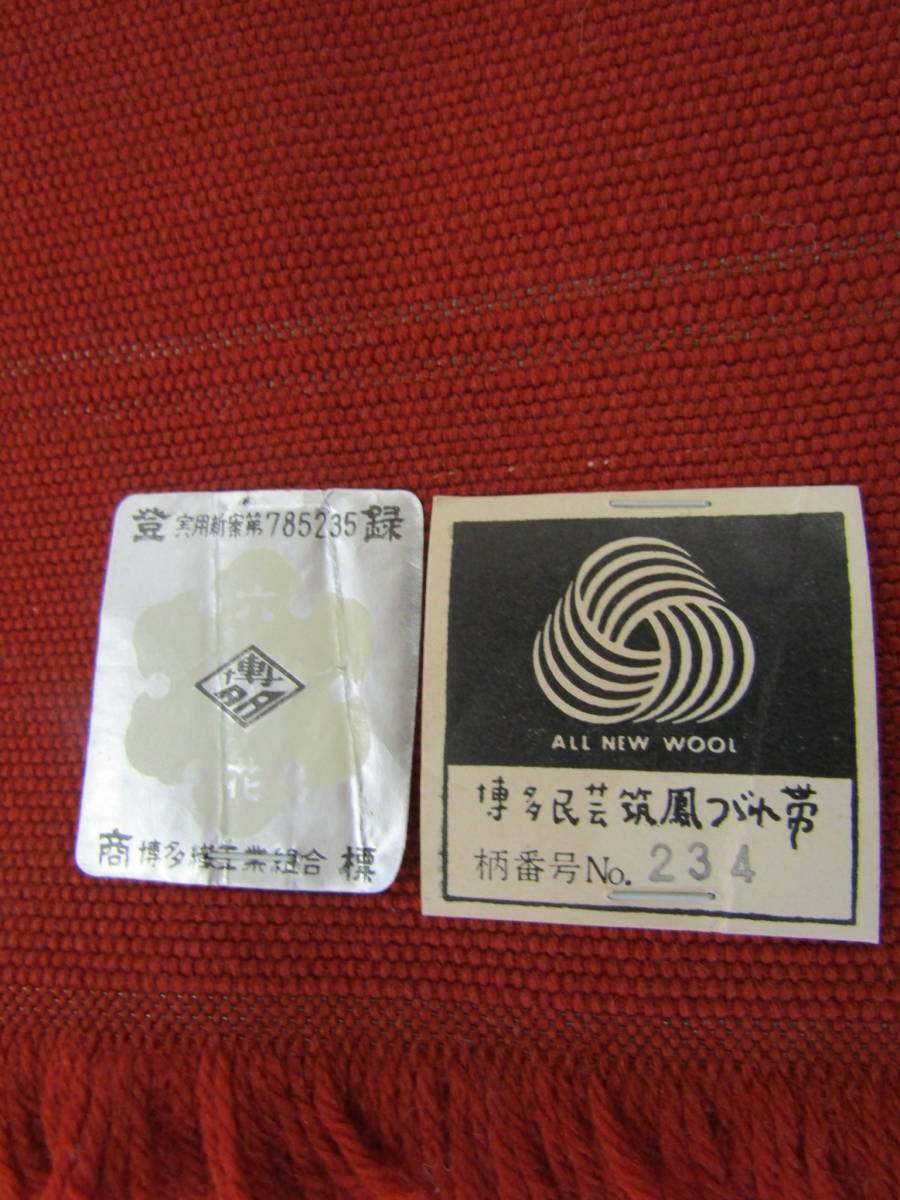 登 実用新案第785235 録
六
博
花
商 博多織工業組合 標
ALL NEW WOOL
博多民芸筑鳳つづれ帯
柄番号No. 234